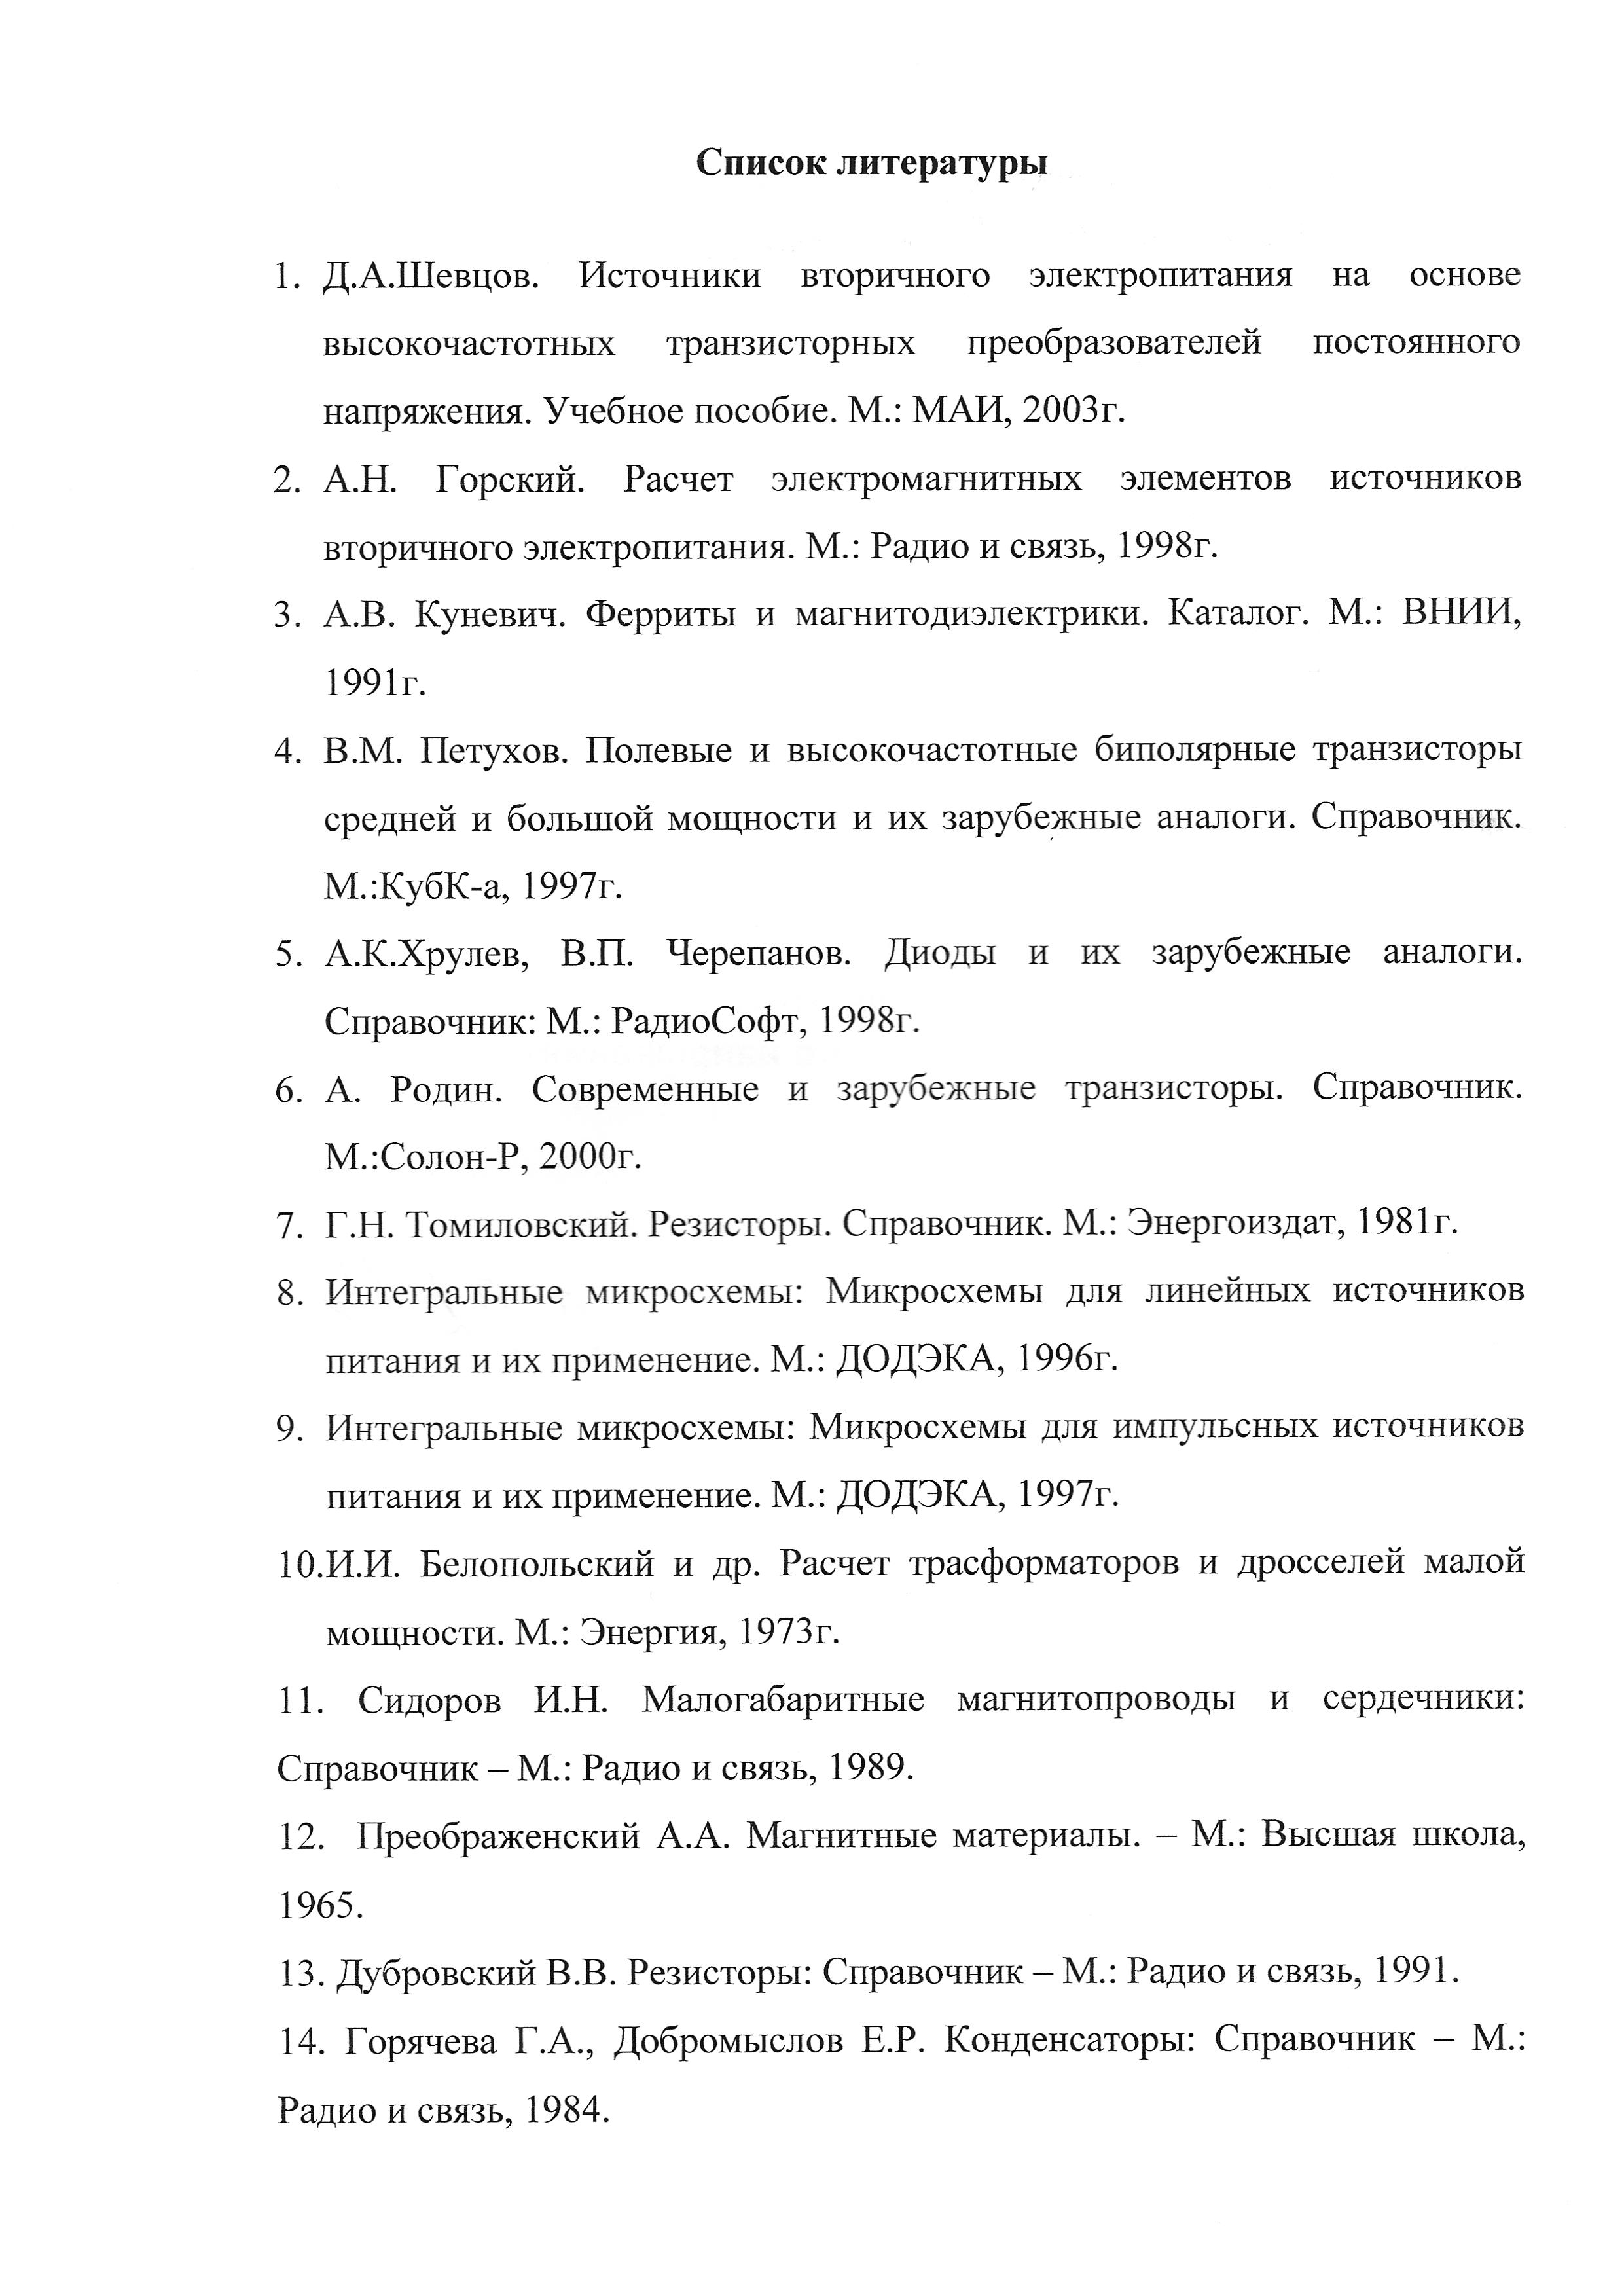 Список литературы
1. Д.А.Шевцов. Источники вторичного электропитания на основе
высокочастотных транзисторных преобразователей постоянного
напряжения. Учебное пособие. М.: МАИ, 2003г.
2. А.Н. Горский. Расчет электромагнитных элементов источников
вторичного электропитания. М.: Радио и связь, 1998г.
3. А.В. Куневич. Ферриты и магнитодиэлектрики. Каталог. М.: ВНИИ,
1991г.
4. В.М. Петухов. Полевые и высокочастотные биполярные транзисторы
средней и большой мощности и их зарубежные аналоги. Справочник.
М.:КубК-а, 1997г.
5. А.К.Хрулев, В.П. Черепанов. Диоды и их зарубежные аналоги.
Справочник: М.: РадиоСофт, 1998г.
6. А. Родин. Современные и зарубежные транзисторы. Справочник.
М.:Солон-Р, 2000г.
7. Г.Н. Томиловский. Резисторы. Справочник. М.: Энергоиздат, 1981г.
8. Интегральные микросхемы: Микросхемы для линейных источников
питания и их применение. М.: ДОДЭКА, 1996г.
9. Интегральные микросхемы: Микросхемы для импульсных источников
питания и их применение. М.: ДОДЭКА, 1997г.
10.И.И. Белопольский и др. Расчет трасформаторов и дросселей малой
мощности. М.: Энергия, 1973г.
11. Сидоров И.Н. Малогабаритные магнитопроводы и сердечники:
Справочник – М.: Радио и связь, 1989.
12. Преображенский А.А. Магнитные материалы. – М.: Высшая школа,
1965.
13. Дубровский В.В. Резисторы: Справочник – М.: Радио и связь, 1991.
14. Горячева Г.А., Добромыслов Е.Р. Конденсаторы: Справочник – М.:
Радио и связь, 1984.